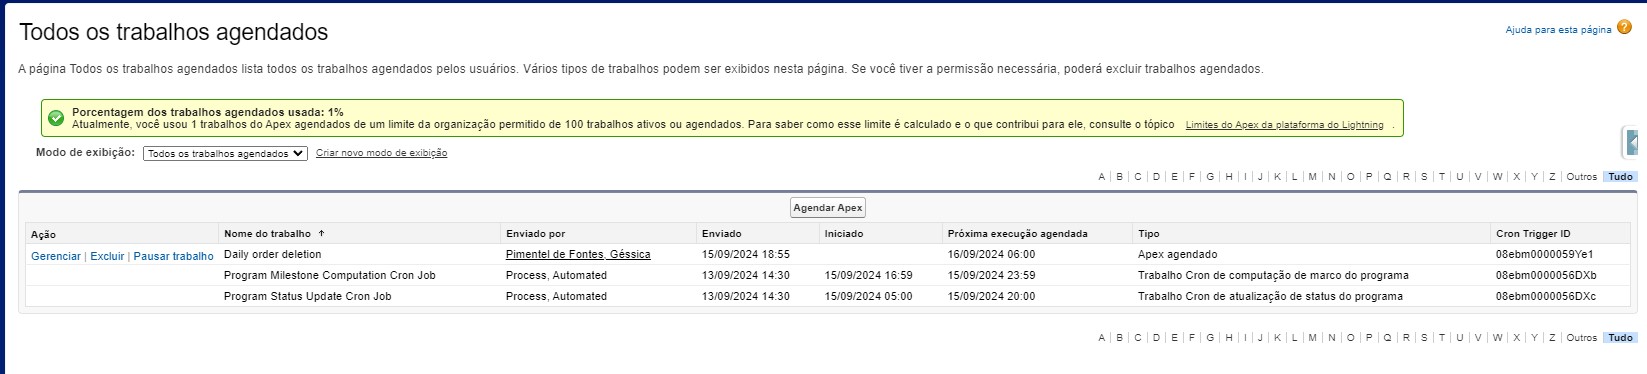 Todos os trabalhos agendados
Ajuda para esta página ?
A página Todos os trabalhos agendados lista todos os trabalhos agendados pelos usuários. Vários tipos de trabalhos podem ser exibidos nesta página. Se você tiver a permissão necessária, poderá excluir trabalhos agendados.
Porcentagem dos trabalhos agendados usada: 1%
Atualmente, você usou 1 trabalhos do Apex agendados de um limite da organização permitido de 100 trabalhos ativos ou agendados. Para saber como esse limite é calculado e o que contribui para ele, consulte o tópico Limites do Apex da plataforma do Lightning .
Modo de exibição: Todos os trabalhos agendados Criar novo modo de exibição
A | B | C | D | E | F | G | H | I | J | K | L | M | N | O | P | Q | R | S | T | U | V | W | X | Y | Z | Outros | Tudo
Agendar Apex
Ação Nome do trabalho ↑ Enviado por Enviado Iniciado Próxima execução agendada Tipo Cron Trigger ID
Gerenciar | Excluir | Pausar trabalho Daily order deletion Pimentel de Fontes, Géssica 15/09/2024 18:55 16/09/2024 06:00 Apex agendado 08ebm0000059Ye1
Program Milestone Computation Cron Job Process, Automated 13/09/2024 14:30 15/09/2024 16:59 15/09/2024 23:59 Trabalho Cron de computação de marco do programa 08ebm0000056DXb
Program Status Update Cron Job Process, Automated 13/09/2024 14:30 15/09/2024 05:00 15/09/2024 20:00 Trabalho Cron de atualização de status do programa 08ebm0000056DXc
A | B | C | D | E | F | G | H | I | J | K | L | M | N | O | P | Q | R | S | T | U | V | W | X | Y | Z | Outros | Tudo